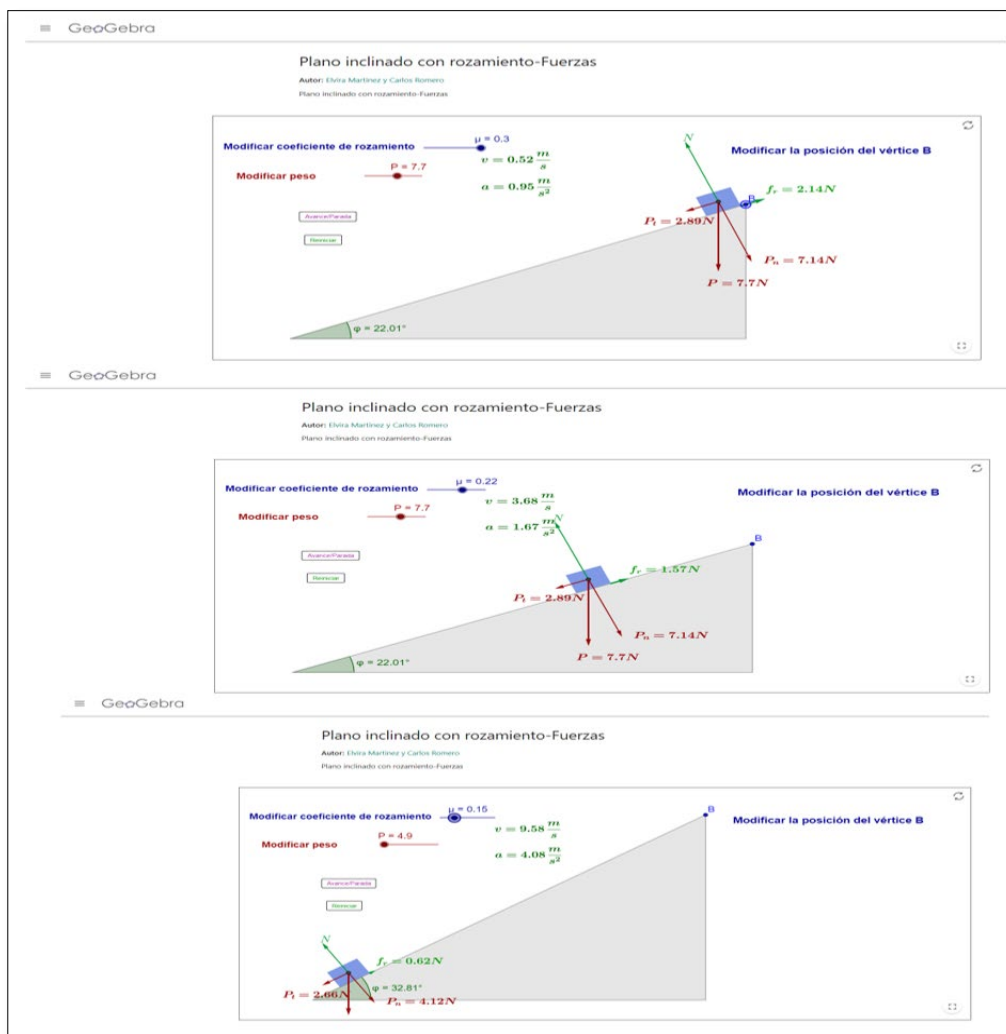 GeoGebra
Plano inclinado con rozamiento-Fuerzas
Autor: Elvira Martínez y Carlos Romero
Plano inclinado con rozamiento-Fuerzas
Modificar coeficiente de rozamiento
μ = 0.3
Modificar peso
P = 7.7
v = 0.52 m/s
a = 0.95 m/s²
Avance/Parada
Reiniciar
Modificar la posición del vértice B
N
B
f_r = 2.14N
P_t = 2.89N
P_n = 7.14N
P = 7.7N
φ = 22.01°
GeoGebra
Plano inclinado con rozamiento-Fuerzas
Autor: Elvira Martínez y Carlos Romero
Plano inclinado con rozamiento-Fuerzas
Modificar coeficiente de rozamiento
μ = 0.22
Modificar peso
P = 7.7
v = 3.68 m/s
a = 1.67 m/s²
Avance/Parada
Reiniciar
Modificar la posición del vértice B
N
B
f_r = 1.57N
P_t = 2.89N
P_n = 7.14N
P = 7.7N
φ = 22.01°
GeoGebra
Plano inclinado con rozamiento-Fuerzas
Autor: Elvira Martínez y Carlos Romero
Plano inclinado con rozamiento-Fuerzas
Modificar coeficiente de rozamiento
μ = 0.15
Modificar peso
P = 4.9
v = 9.58 m/s
a = 4.08 m/s²
Avance/Parada
Reiniciar
B
Modificar la posición del vértice B
N
f_r = 0.62N
φ = 32.81°
P_t = 2.66N
P_n = 4.12N